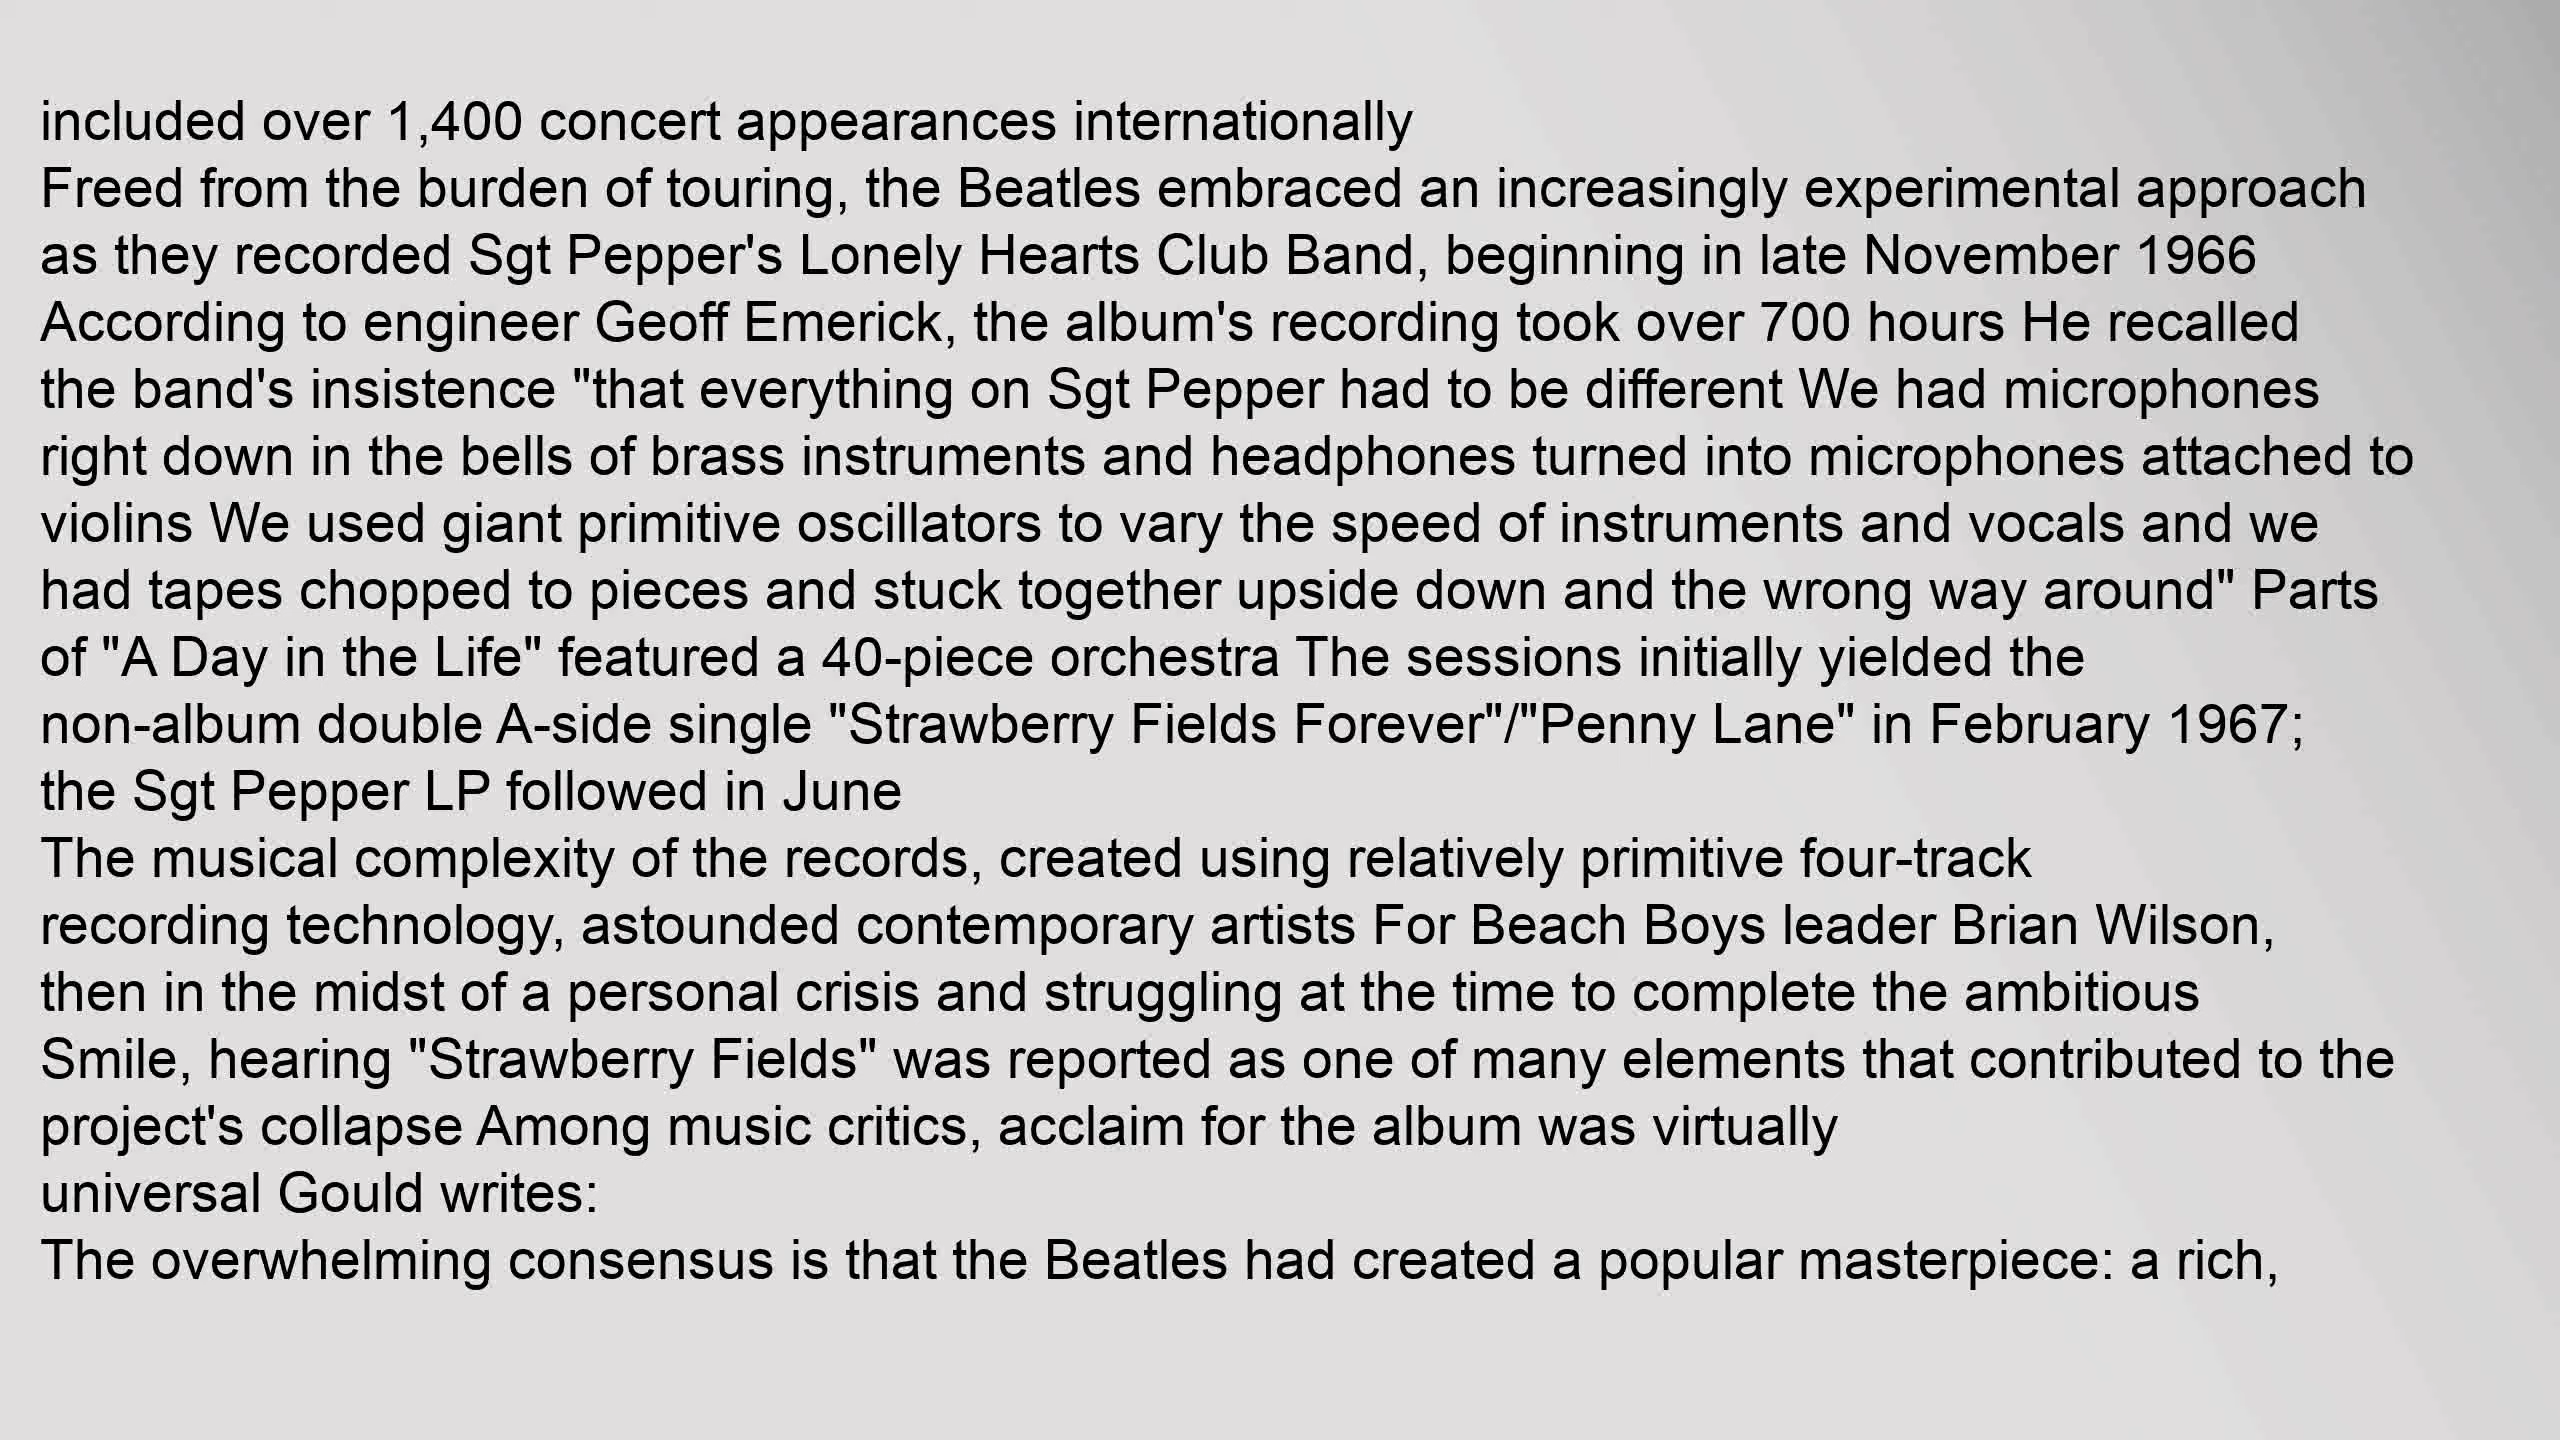 included over 1,400 concert appearances internationally
Freed from the burden of touring, the Beatles embraced an increasingly experimental approach
as they recorded Sgt Pepper's Lonely Hearts Club Band, beginning in late November 1966
According to engineer Geoff Emerick, the album's recording took over 700 hours He recalled
the band's insistence "that everything on Sgt Pepper had to be different We had microphones
right down in the bells of brass instruments and headphones turned into microphones attached to
violins We used giant primitive oscillators to vary the speed of instruments and vocals and we
had tapes chopped to pieces and stuck together upside down and the wrong way around" Parts
of "A Day in the Life" featured a 40-piece orchestra The sessions initially yielded the
non-album double A-side single "Strawberry Fields Forever"/"Penny Lane" in February 1967;
the Sgt Pepper LP followed in June
The musical complexity of the records, created using relatively primitive four-track
recording technology, astounded contemporary artists For Beach Boys leader Brian Wilson,
then in the midst of a personal crisis and struggling at the time to complete the ambitious
Smile, hearing "Strawberry Fields" was reported as one of many elements that contributed to the
project's collapse Among music critics, acclaim for the album was virtually
universal Gould writes:
The overwhelming consensus is that the Beatles had created a popular masterpiece: a rich,